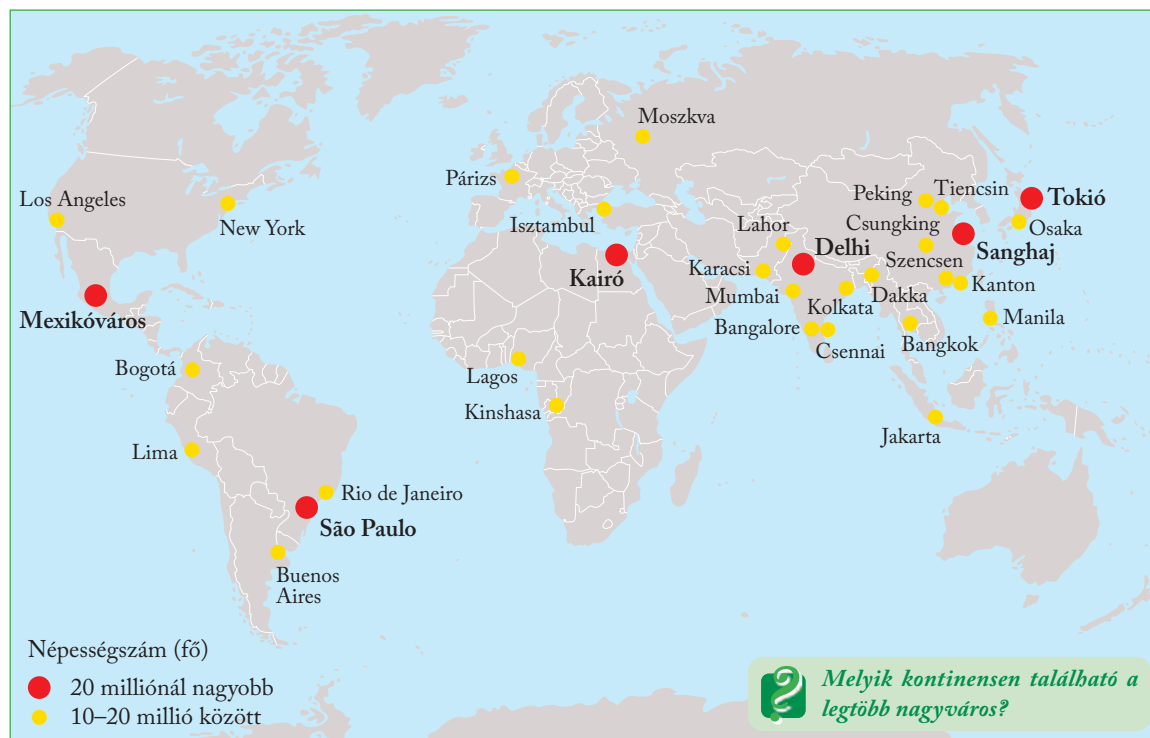 Moszkva
Párizs
Los Angeles
New York
Isztambul
Lahor
Peking
Tiencsin
Tokió
Csungking
Osaka
Delhi
Sanghaj
Szencsen
Kairó
Karacsi
Mumbai
Kolkata
Dakka
Kanton
Mexikóváros
Bangalore
Csennai
Bangkok
Manila
Bogotá
Lagos
Kinshasa
Jakarta
Lima
Rio de Janeiro
São Paulo
Buenos
Aires
Népességszám (fő)
20 milliónál nagyobb
10–20 millió között
Melyik kontinensen található a
legtöbb nagyváros?